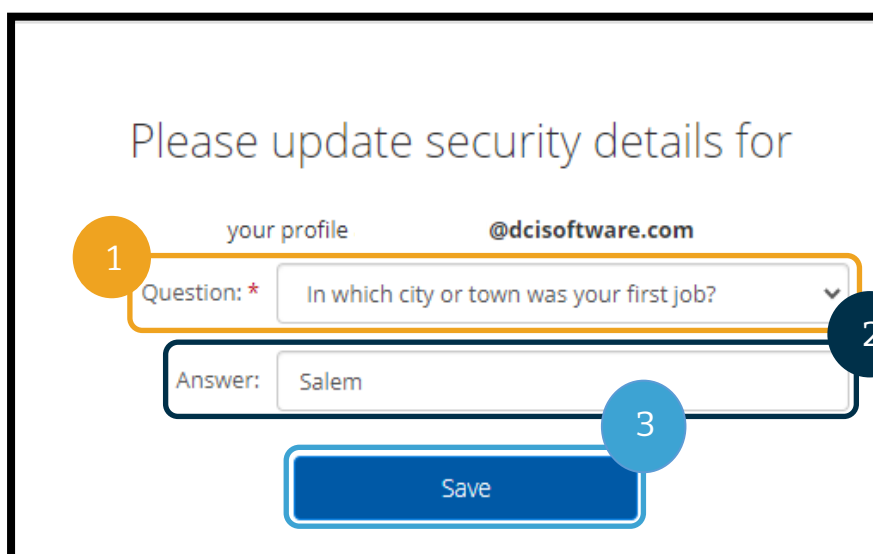 Please update security details for
your profile @dcisoftware.com
1
Question: * In which city or town was your first job?
2
Answer: Salem
3
Save